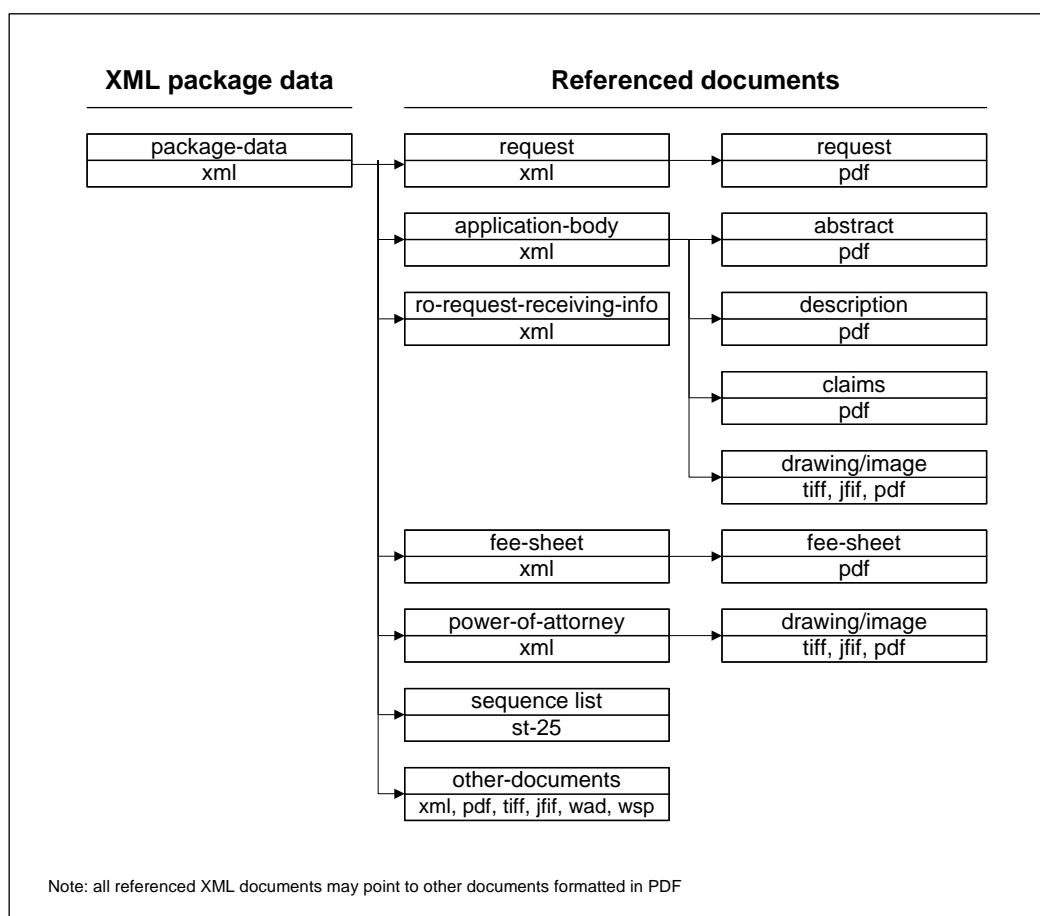 XML package data
Referenced documents
package-data
xml
request
xml
request
pdf
application-body
xml
abstract
pdf
ro-request-receiving-info
xml
description
pdf
claims
pdf
drawing/image
tiff, jfif, pdf
fee-sheet
xml
fee-sheet
pdf
power-of-attorney
xml
drawing/image
tiff, jfif, pdf
sequence list
st-25
other-documents
xml, pdf, tiff, jfif, wad, wsp
Note: all referenced XML documents may point to other documents formatted in PDF